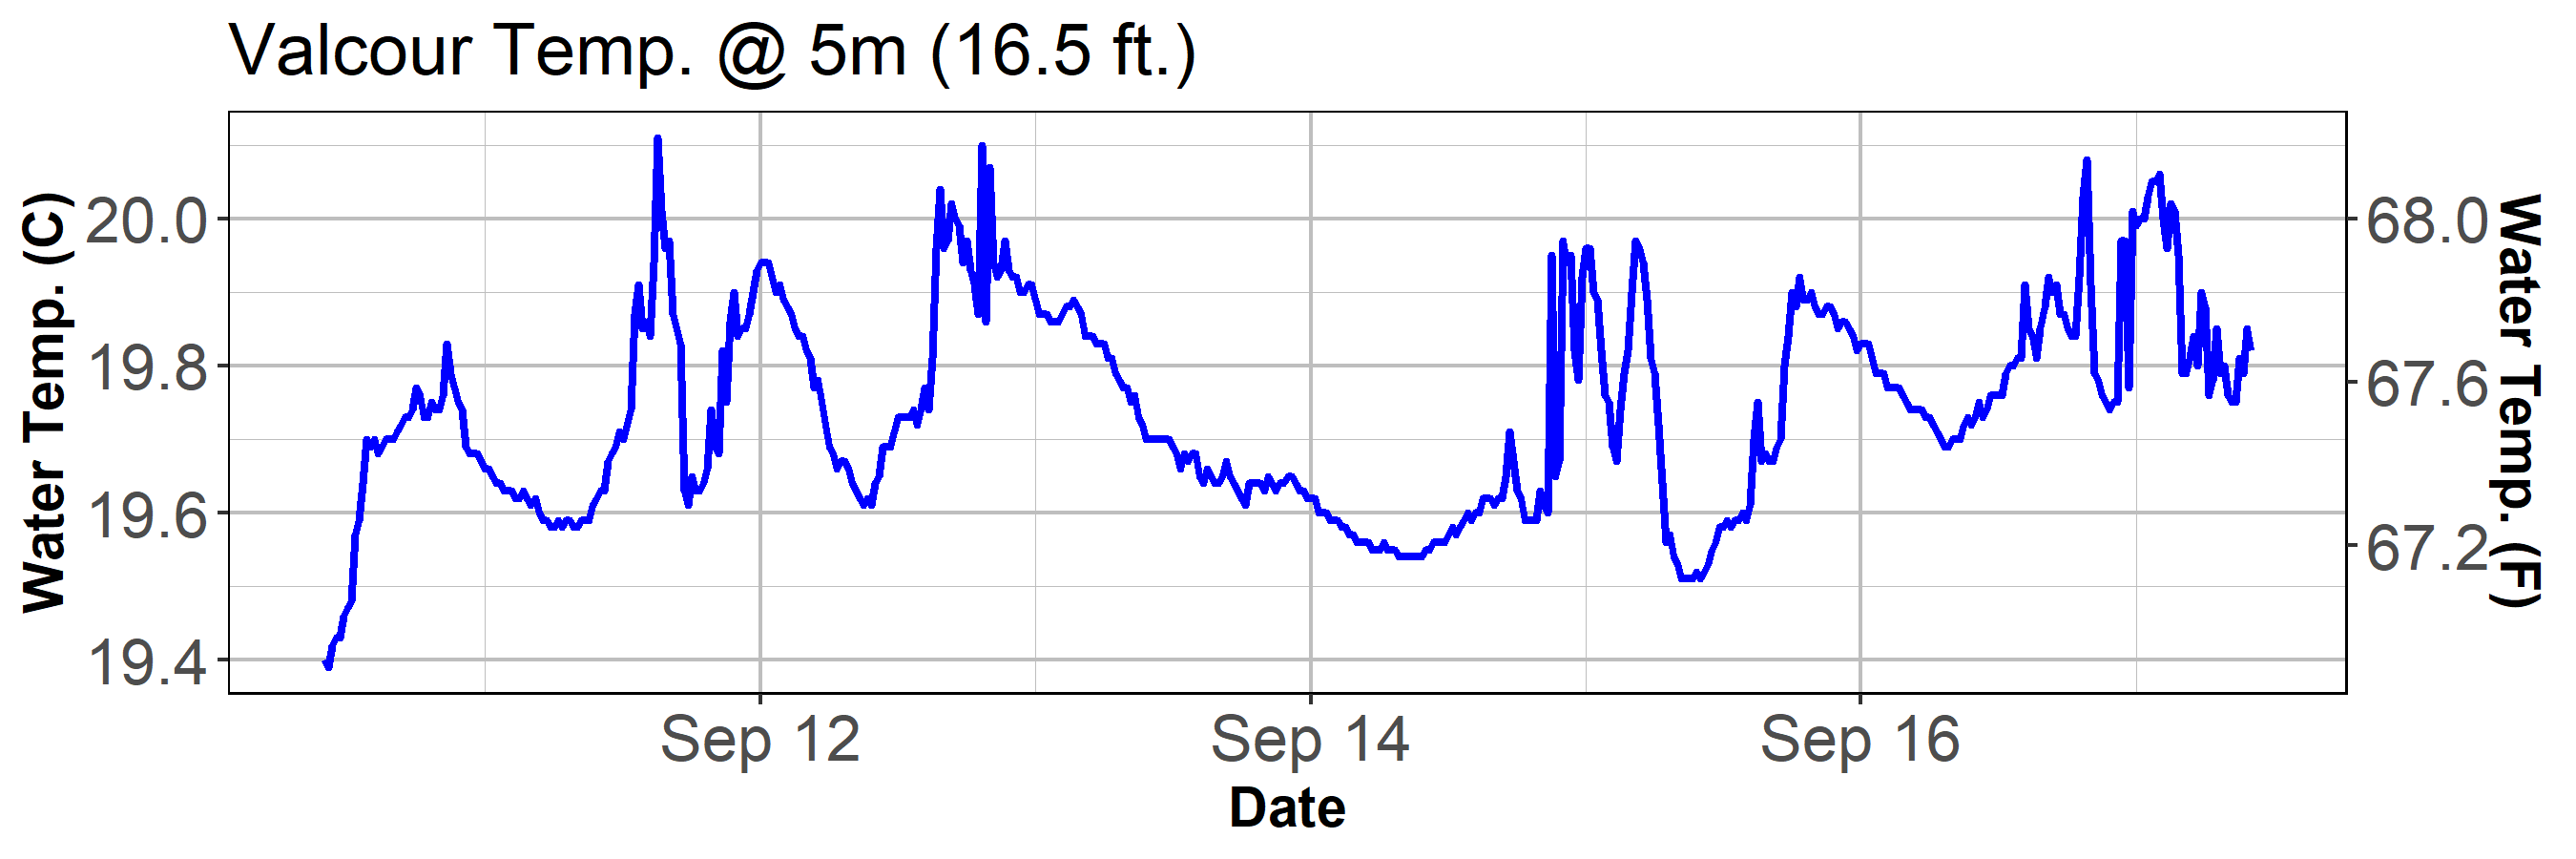 Valcour Temp. @ 5m (16.5 ft.)
Water Temp. (C)
20.0
19.8
19.6
19.4
68.0
67.6
67.2
Water Temp. (F)
Sep 12
Sep 14
Sep 16
Date